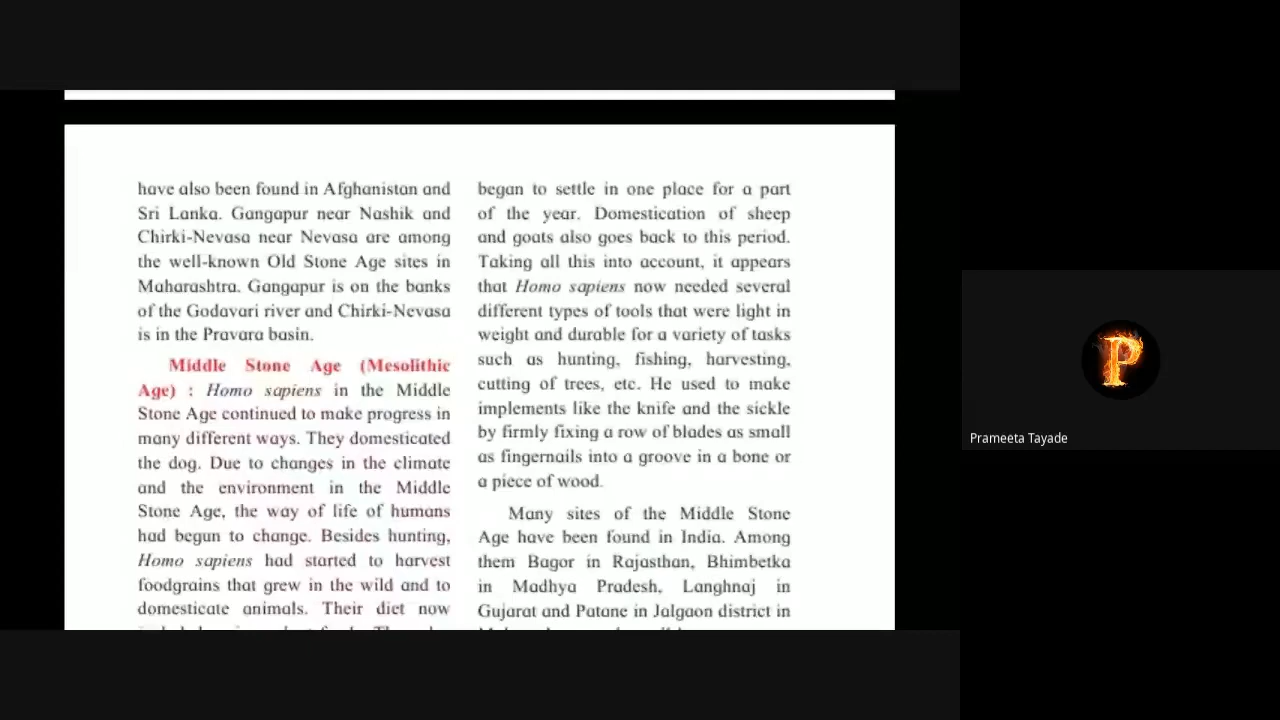 have also been found in Afghanistan and
Sri Lanka. Gangapur near Nashik and
Chirki-Nevasa near Nevasa are among
the well-known Old Stone Age sites in
Maharashtra. Gangapur is on the banks
of the Godavari river and Chirki-Nevasa
is in the Pravara basin.
Middle Stone Age (Mesolithic
Age) : Homo sapiens in the Middle
Stone Age continued to make progress in
many different ways. They domesticated
the dog. Due to changes in the climate
and the environment in the Middle
Stone Age, the way of life of humans
had begun to change. Besides hunting,
Homo sapiens had started to harvest
foodgrains that grew in the wild and to
domesticate animals. Their diet now
began to settle in one place for a part
of the year. Domestication of sheep
and goats also goes back to this period.
Taking all this into account, it appears
that Homo sapiens now needed several
different types of tools that were light in
weight and durable for a variety of tasks
such as hunting, fishing, harvesting,
cutting of trees, etc. He used to make
implements like the knife and the sickle
by firmly fixing a row of blades as small
as fingernails into a groove in a bone or
a piece of wood.
Many sites of the Middle Stone
Age have been found in India. Among
them Bagor in Rajasthan, Bhimbetka
in Madhya Pradesh, Langhnaj in
Gujarat and Patane in Jalgaon district in
P
Prameeta Tayade